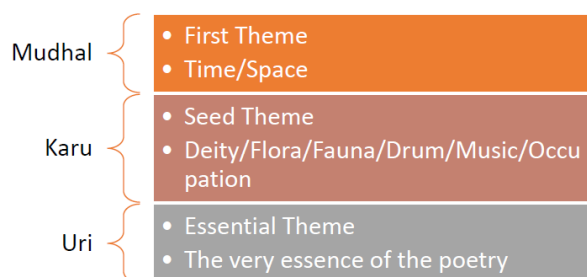 Mudhal
• First Theme
• Time/Space
Karu
• Seed Theme
• Deity/Flora/Fauna/Drum/Music/Occu
pation
Uri
• Essential Theme
• The very essence of the poetry